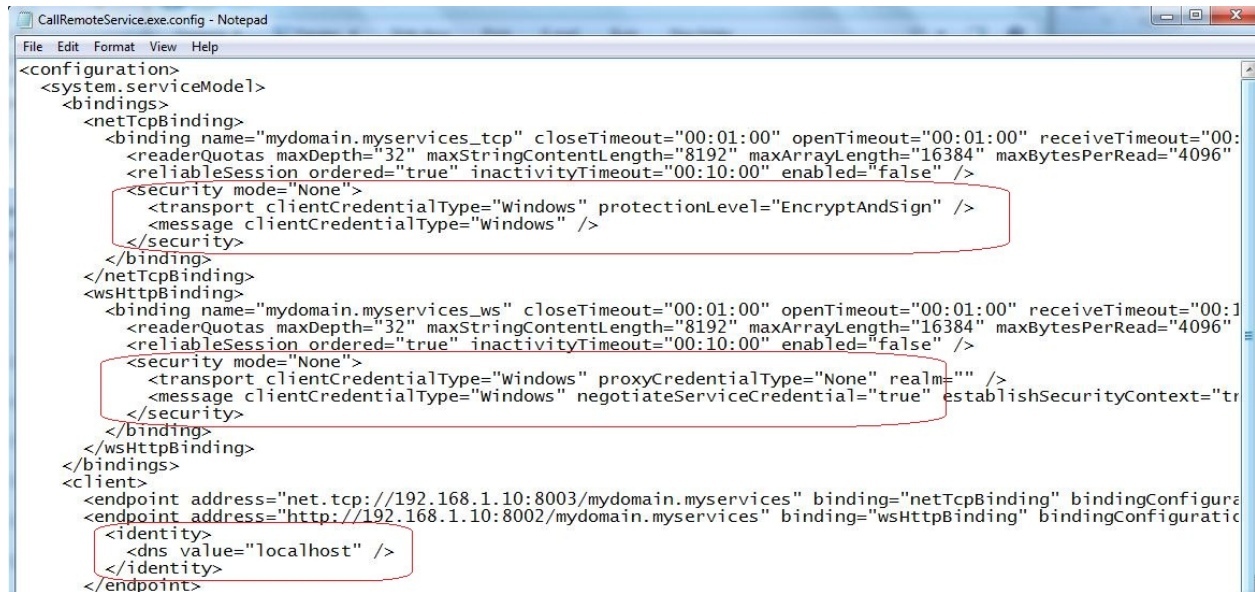 CallRemoteService.exe.config - Notepad
File Edit Format View Help
<configuration>
<system.serviceModel>
<bindings>
<netTcpBinding>
<binding name="mydomain.myservices_tcp" closeTimeout="00:01:00" openTimeout="00:01:00" receiveTimeout="00:
<readerQuotas maxDepth="32" maxStringContentLength="8192" maxArrayLength="16384" maxBytesPerRead="4096"
<reliableSession ordered="true" inactivityTimeout="00:10:00" enabled="false" />
<security mode="None">
<transport clientCredentialType="Windows" protectionLevel="EncryptAndSign" />
<message clientCredentialType="Windows" />
</security>
</binding>
</netTcpBinding>
<wsHttpBinding>
<binding name="mydomain.myservices_ws" closeTimeout="00:01:00" openTimeout="00:01:00" receiveTimeout="00:1
<readerQuotas maxDepth="32" maxStringContentLength="8192" maxArrayLength="16384" maxBytesPerRead="4096"
<reliableSession ordered="true" inactivityTimeout="00:10:00" enabled="false" />
<security mode="None">
<transport clientCredentialType="Windows" proxyCredentialType="None" realm="" />
<message clientCredentialType="Windows" negotiateServiceCredential="true" establishSecurityContext="tr
</security>
</binding>
</wsHttpBinding>
</bindings>
<client>
<endpoint address="net.tcp://192.168.1.10:8003/mydomain.myservices" binding="netTcpBinding" bindingConfigura
<endpoint address="http://192.168.1.10:8002/mydomain.myservices" binding="wsHttpBinding" bindingConfiguratio
<identity>
<dns value="localhost" />
</identity>
</endpoint>